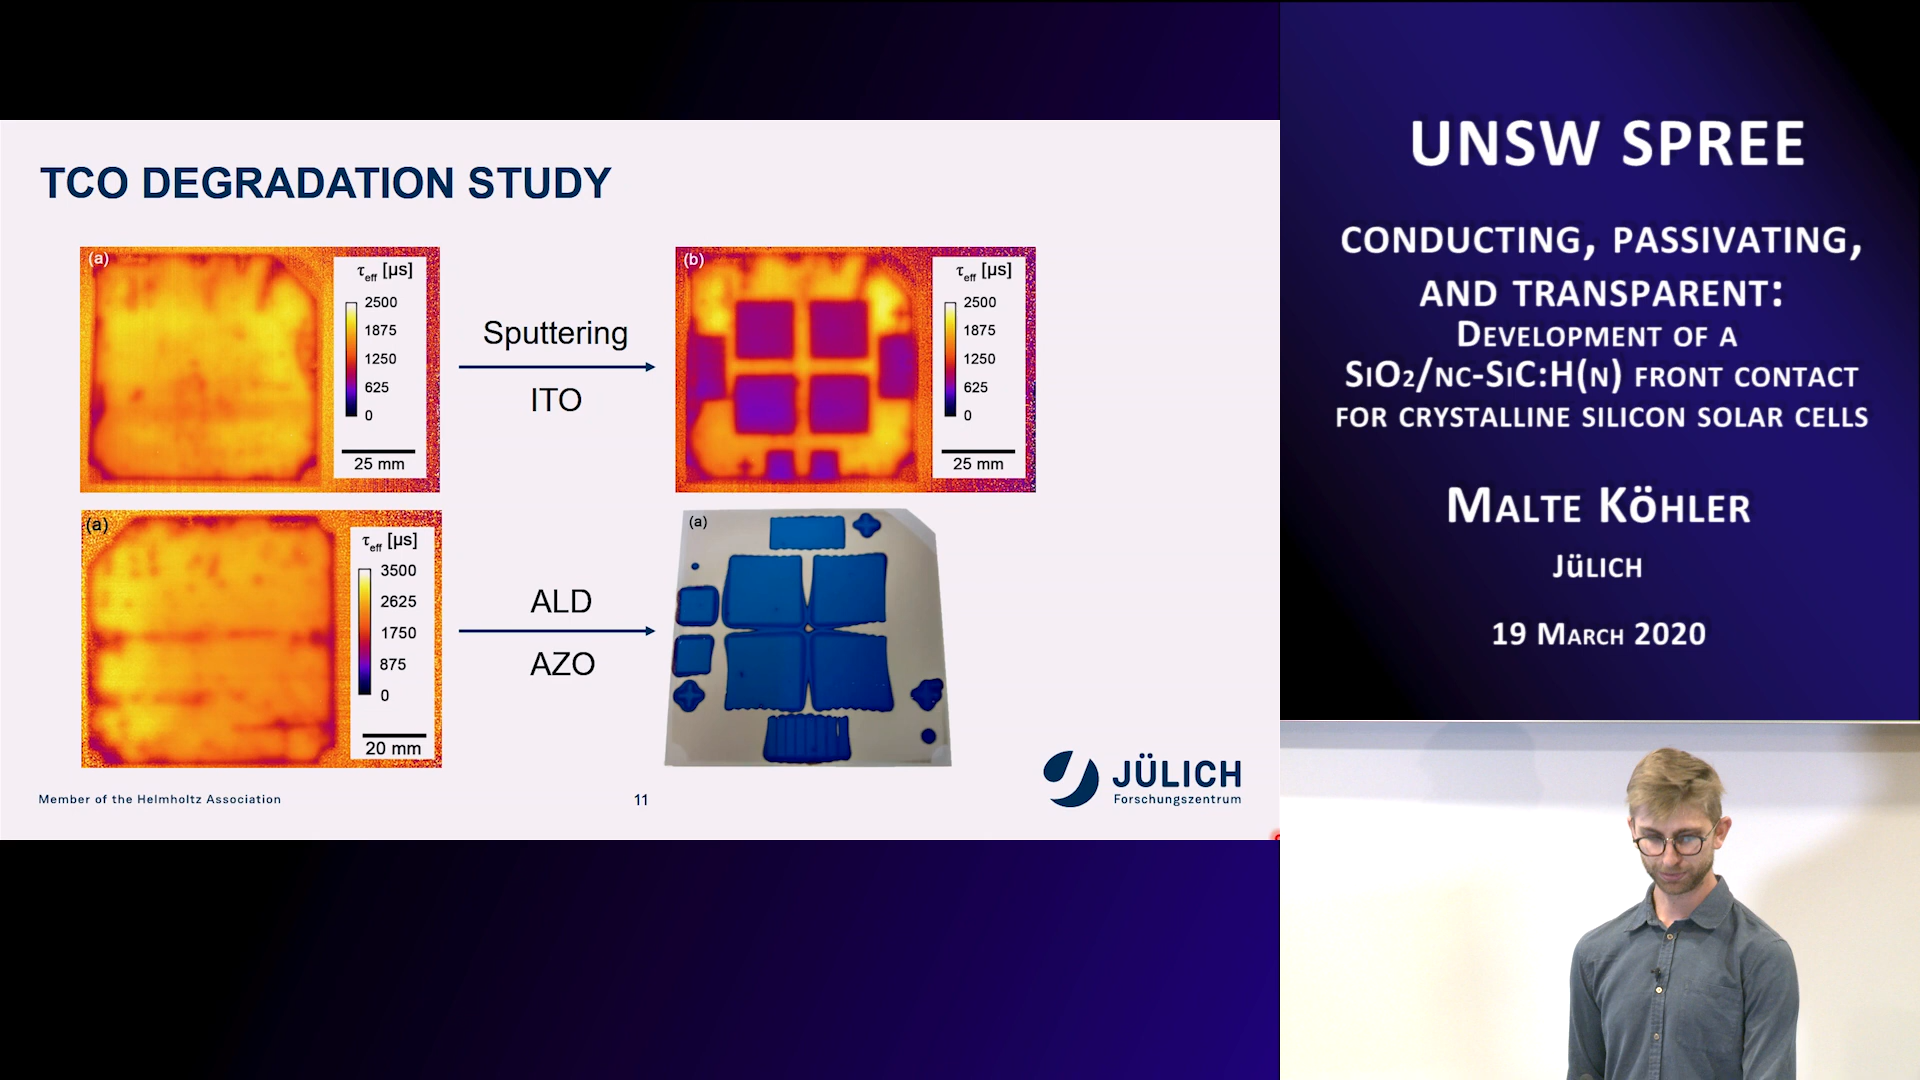 TCO DEGRADATION STUDY
(a)
τeff [µs]
2500
1875
1250
625
0
25 mm
Sputtering
ITO
(b)
τeff [µs]
2500
1875
1250
625
0
25 mm
(a)
τeff [µs]
3500
2625
1750
875
0
20 mm
ALD
AZO
(a)
Member of the Helmholtz Association
11
JÜLICH
Forschungszentrum
UNSW SPREE
CONDUCTING, PASSIVATING,
AND TRANSPARENT:
DEVELOPMENT OF A
SIO2/NC-SIC:H(N) FRONT CONTACT
FOR CRYSTALLINE SILICON SOLAR CELLS
MALTE KÖHLER
JÜLICH
19 MARCH 2020